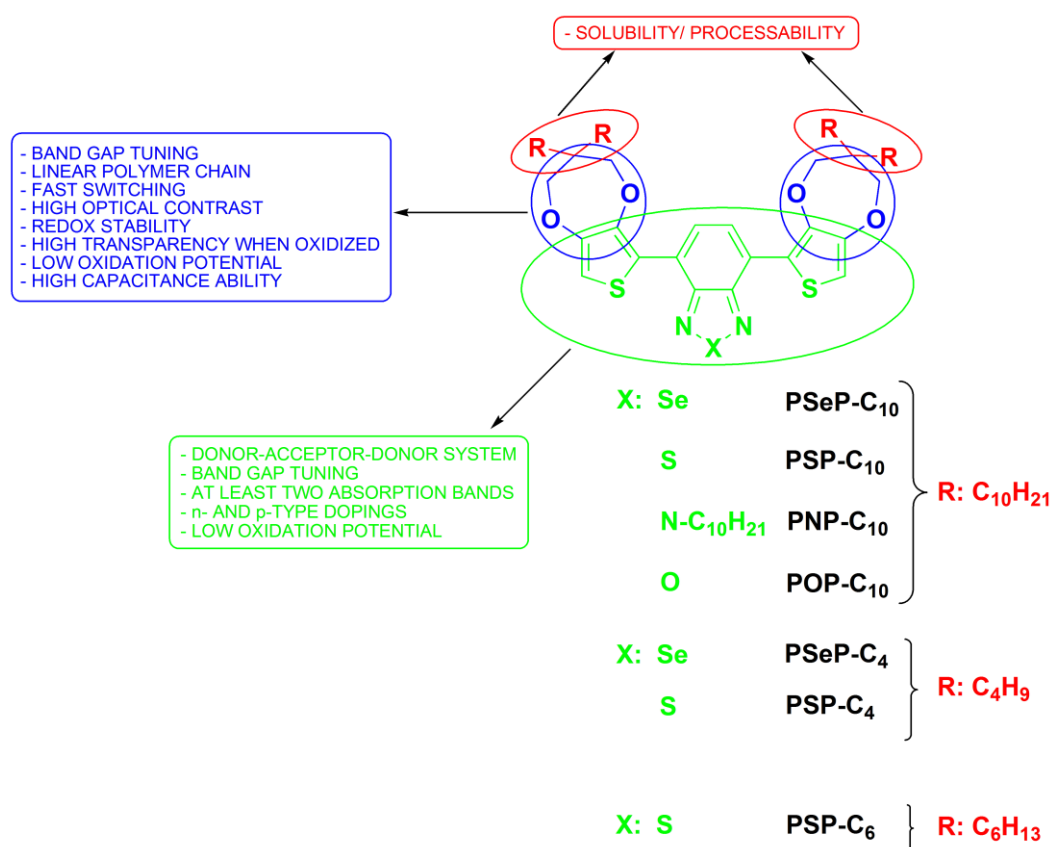 - SOLUBILITY/ PROCESSABILITY
- BAND GAP TUNING
- LINEAR POLYMER CHAIN
- FAST SWITCHING
- HIGH OPTICAL CONTRAST
- REDOX STABILITY
- HIGH TRANSPARENCY WHEN OXIDIZED
- LOW OXIDATION POTENTIAL
- HIGH CAPACITANCE ABILITY
R R R R
O O O O
S S
N N
X
- DONOR-ACCEPTOR-DONOR SYSTEM
- BAND GAP TUNING
- AT LEAST TWO ABSORPTION BANDS
- n- AND p-TYPE DOPINGS
- LOW OXIDATION POTENTIAL
X: Se PSeP-C₁₀
S PSP-C₁₀
R: C₁₀H₂₁
N-C₁₀H₂₁ PNP-C₁₀
O POP-C₁₀
X: Se PSeP-C₄
R: C₄H₉
S PSP-C₄
X: S PSP-C₆ R: C₆H₁₃